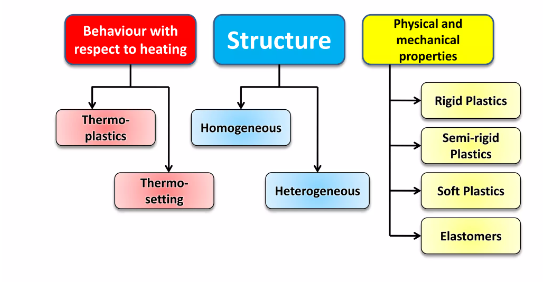 Behaviour with
respect to heating
Structure
Physical and
mechanical
properties
Thermo-
plastics
Thermo-
setting
Homogeneous
Heterogeneous
Rigid Plastics
Semi-rigid
Plastics
Soft Plastics
Elastomers